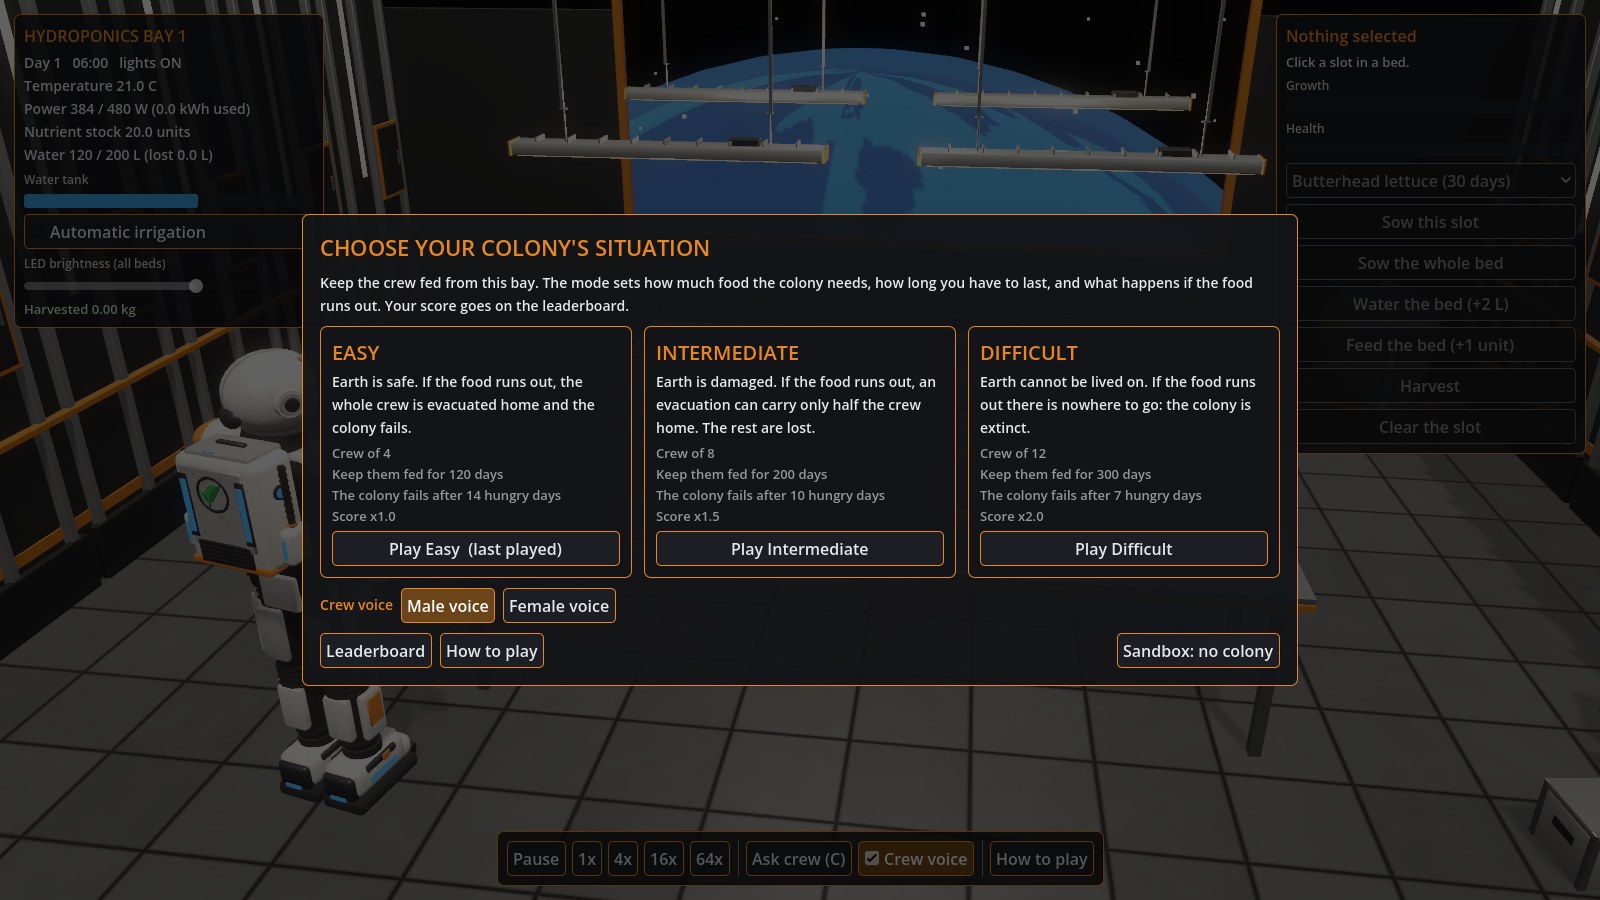 HYDROPONICS BAY 1
Day 1   06:00   lights ON
Temperature 21.0 C
Power 384 / 480 W (0.0 kWh used)
Nutrient stock 20.0 units
Water 120 / 200 L (lost 0.0 L)
Water tank
Automatic irrigation
LED brightness (all beds)
Harvested 0.00 kg
Nothing selected
Click a slot in a bed.
Growth
Health
Butterhead lettuce (30 days)
Sow this slot
Sow the whole bed
Water the bed (+2 L)
Feed the bed (+1 unit)
Harvest
Clear the slot
CHOOSE YOUR COLONY'S SITUATION
Keep the crew fed from this bay. The mode sets how much food the colony needs, how long you have to last, and what happens if the food
runs out. Your score goes on the leaderboard.
EASY
Earth is safe. If the food runs out, the
whole crew is evacuated home and the
colony fails.
Crew of 4
Keep them fed for 120 days
The colony fails after 14 hungry days
Score x1.0
Play Easy  (last played)
INTERMEDIATE
Earth is damaged. If the food runs out, an
evacuation can carry only half the crew
home. The rest are lost.
Crew of 8
Keep them fed for 200 days
The colony fails after 10 hungry days
Score x1.5
Play Intermediate
DIFFICULT
Earth cannot be lived on. If the food runs
out there is nowhere to go: the colony is
extinct.
Crew of 12
Keep them fed for 300 days
The colony fails after 7 hungry days
Score x2.0
Play Difficult
Crew voice Male voice Female voice
Leaderboard How to play Sandbox: no colony
Pause 1x 4x 16x 64x Ask crew (C) Crew voice How to play